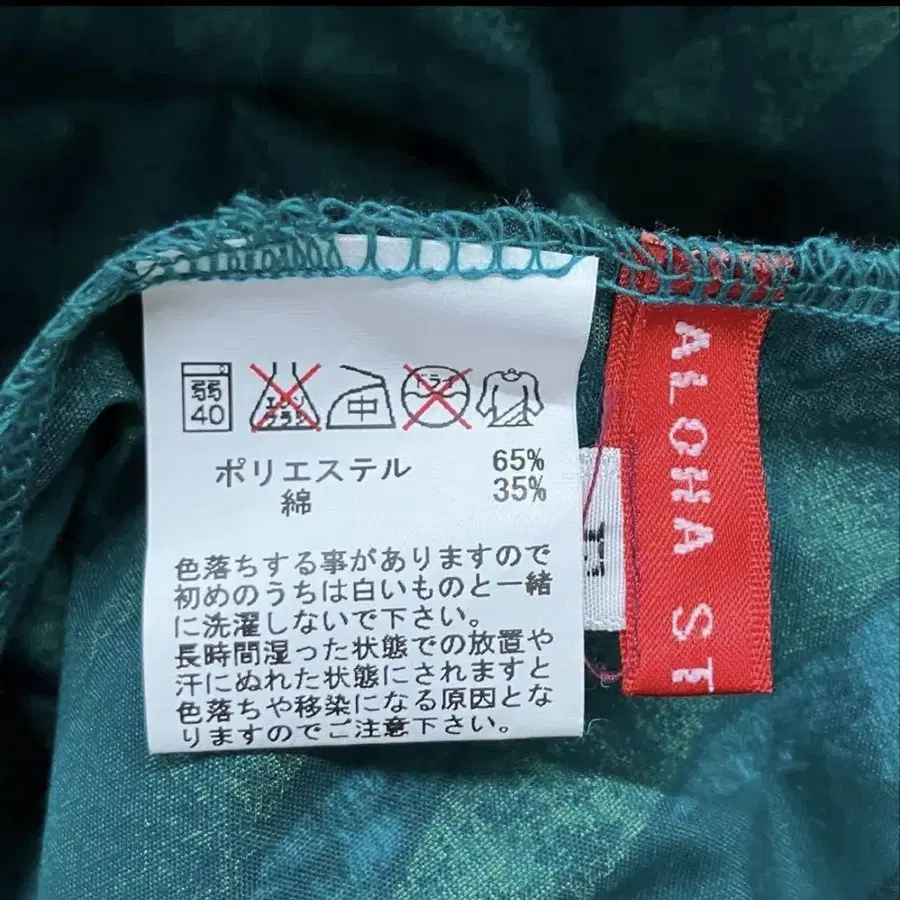 弱
40
エンソ
サラシ
中
ドライ
ポリエステル 65%
綿 35%
色落ちする事がありますので
初めのうちは白いものと一緒
に洗濯しないで下さい。
長時間湿った状態での放置や
汗にぬれた状態にされますと
色落ちや移染になる原因とな
りますのでご注意下さい。
ALOHA ST